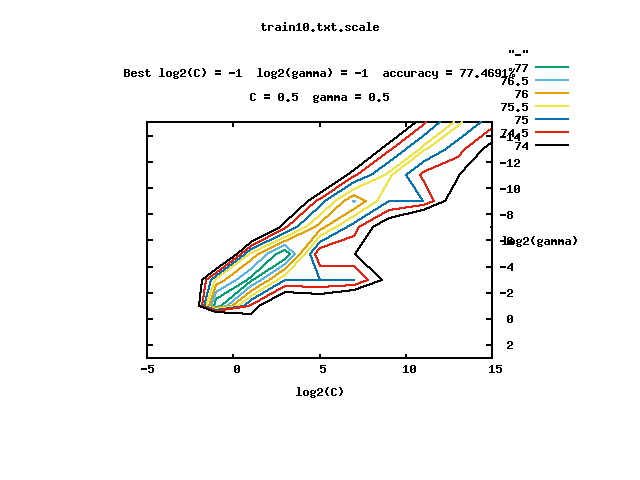 train10.txt.scale
"-"
Best log2(C) = -1  log2(gamma) = -1  accuracy = 77.4691%
77
76.5
C = 0.5  gamma = 0.5
76
75.5
75
74.5
-14
74
-12
-10
-8
-6
log2(gamma)
-4
-2
0
2
-5 0 5 10 15
log2(C)